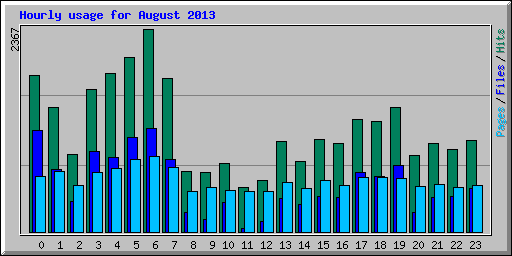 Hourly usage for August 2013
2367
Pages/Files/Hits
0 1 2 3 4 5 6 7 8 9 10 11 12 13 14 15 16 17 18 19 20 21 22 23